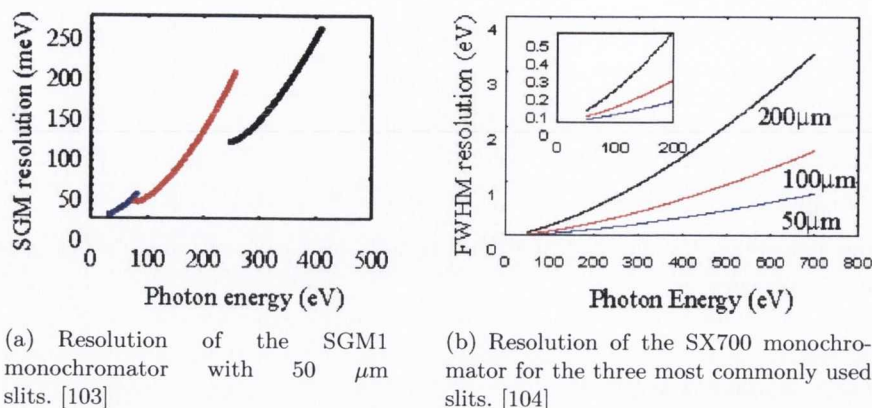 SGM resolution (meV)
250
200
150
100
50
0
0 100 200 300 400 500
Photon energy (eV)
(a) Resolution of the SGM1
monochromator with 50 μm
slits. [103]
FWHM resolution (eV)
4
3
2
1
0
0.5
0.4
0.3
0.2
0.1
0
0 100 200
200μm
100μm
50μm
0 100 200 300 400 500 600 700 800
Photon Energy (eV)
(b) Resolution of the SX700 monochro-
mator for the three most commonly used
slits. [104]